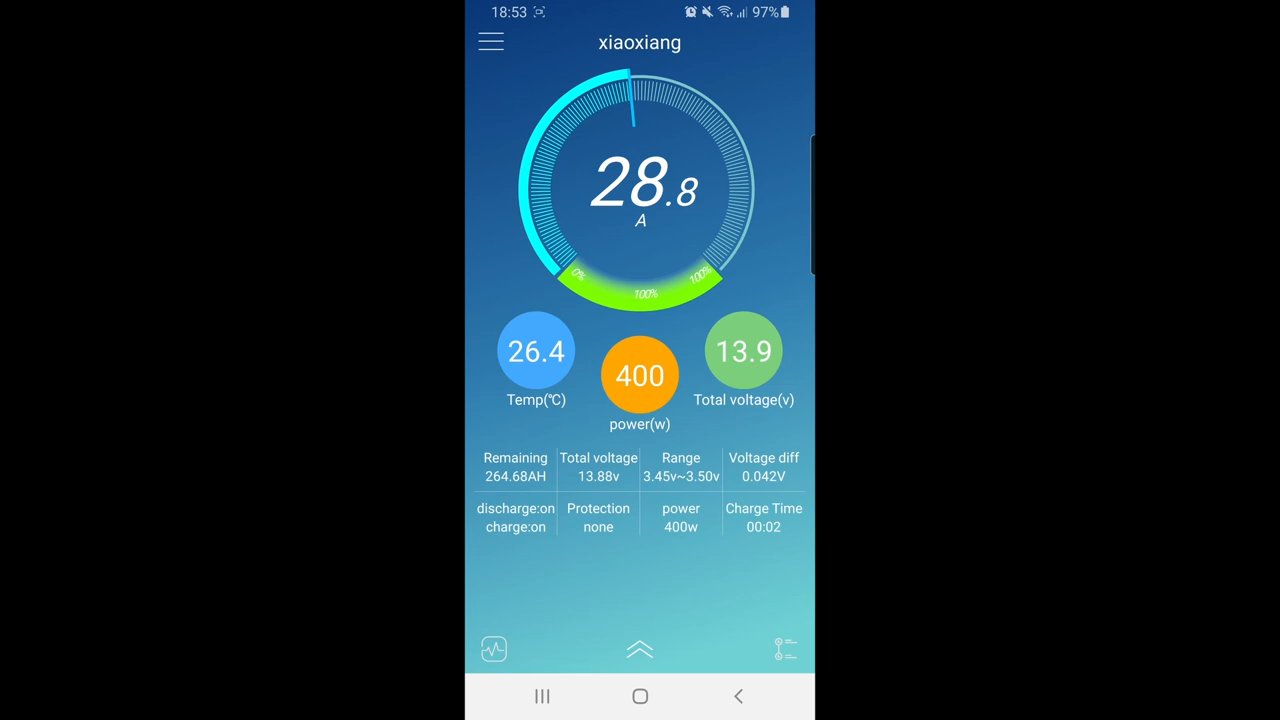 18:53 97%
xiaoxiang
28.8
A
0% 100% 100%
26.4 400 13.9
Temp(℃) power(w) Total voltage(v)
Remaining Total voltage Range Voltage diff
264.68AH 13.88v 3.45v~3.50v 0.042V
discharge:on Protection power Charge Time
charge:on none 400w 00:02